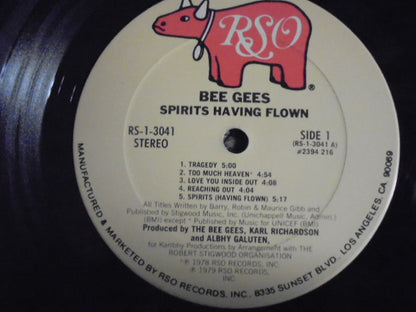 RSO
®
BEE GEES
SPIRITS HAVING FLOWN
RS-1-3041
STEREO
SIDE 1
(RS-1-3041 A)
#2394 216
1. TRAGEDY 5:00
2. TOO MUCH HEAVEN* 4:54
3. LOVE YOU INSIDE OUT 4:08
4. REACHING OUT 4:04
5. SPIRITS (HAVING FLOWN) 5:17
All Titles Written by Barry, Robin & Maurice Gibb and
Published by Stigwood Music, Inc. (Unichappell Music, Admin.)
(BMI) except * Published by Music for UNICEF (BMI)
Produced by THE BEE GEES, KARL RICHARDSON
and ALBHY GALUTEN,
for Karlbhy Productions by Arrangement with THE
ROBERT STIGWOOD ORGANISATION
*℗ 1978 RSO RECORDS, INC.
℗ 1979 RSO RECORDS,
INC
MANUFACTURED & MARKETED BY RSO RECORDS, INC. 8335 SUNSET BLVD., LOS ANGELES, CA. 90069